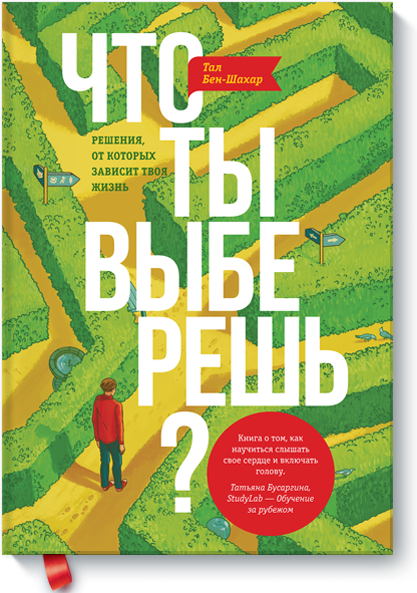 ЧТО
Тал
Бен-Шахар
РЕШЕНИЯ,
ОТ КОТОРЫХ
ЗАВИСИТ ТВОЯ
ЖИЗНЬ
ТЫ
ВЫБЕ
РЕШЬ
?
Книга о том, как
научиться слышать
свое сердце и включать
голову.
Татьяна Бусаргина,
StudyLab — Обучение
за рубежом